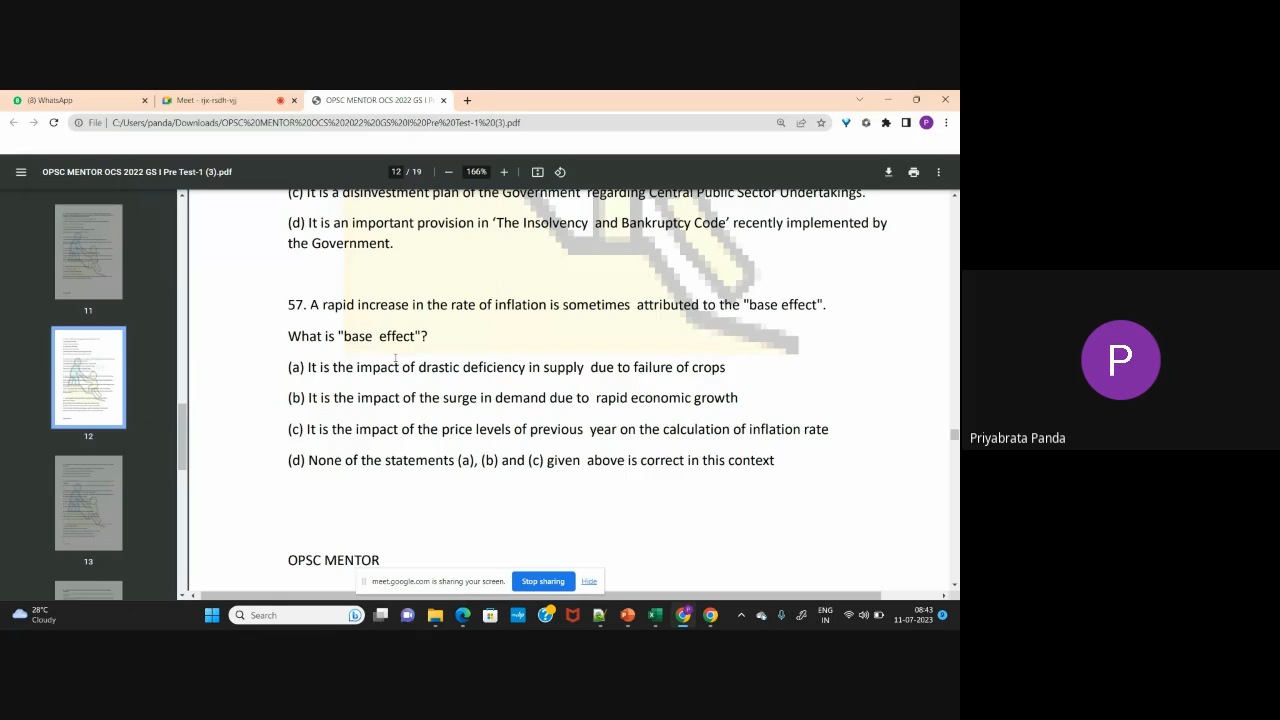 (8) WhatsApp
Meet - rjx-rsdh-vjj
OPSC MENTOR OCS 2022 GS I P
File
C:/Users/panda/Downloads/OPSC%20MENTOR%20OCS%202022%20GS%20I%20Pre%20Test-1%20(3).pdf
OPSC MENTOR OCS 2022 GS I Pre Test-1 (3).pdf
12 / 19
166%
(c) It is a disinvestment plan of the Government regarding Central Public Sector Undertakings.
(d) It is an important provision in ‘The Insolvency and Bankruptcy Code’ recently implemented by
the Government.
57. A rapid increase in the rate of inflation is sometimes attributed to the "base effect".
What is "base effect"?
(a) It is the impact of drastic deficiency in supply due to failure of crops
(b) It is the impact of the surge in demand due to rapid economic growth
(c) It is the impact of the price levels of previous year on the calculation of inflation rate
(d) None of the statements (a), (b) and (c) given above is correct in this context
OPSC MENTOR
11
12
13
meet.google.com is sharing your screen.
Stop sharing
Hide
P
Priyabrata Panda
28°C
Cloudy
Search
ENG
IN
08:43
11-07-2023